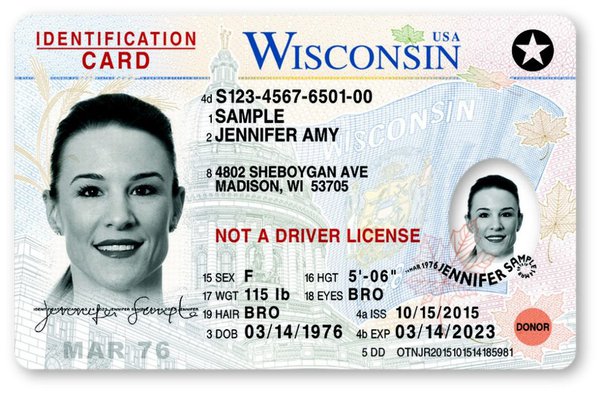 IDENTIFICATION
CARD
WISCONSIN USA
4d S123-4567-6501-00
1 SAMPLE
2 JENNIFER AMY
8 4802 SHEBOYGAN AVE
MADISON, WI 53705
WISCONSIN
NOT A DRIVER LICENSE
15 SEX F 16 HGT 5'-06"
17 WGT 115 lb 18 EYES BRO
19 HAIR BRO 4a ISS 10/15/2015
3 DOB 03/14/1976 4b EXP 03/14/2023
5 DD OTNJR2015101514185981
Jennifer Sample
MAR 76
MAR 1976 JENNIFER SAMPLE
DONOR